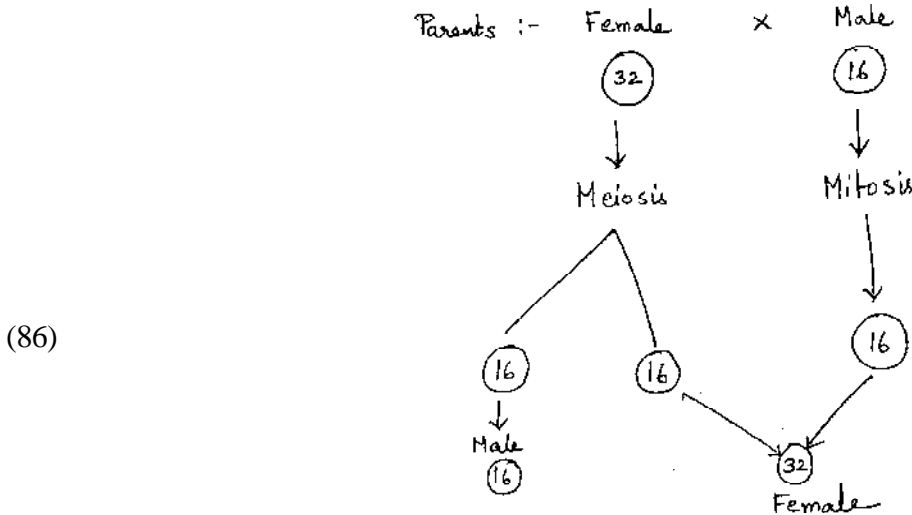 Parents :- Female × Male
32 16
Meiosis Mitosis
(86)
16 16 16
Male
16 32
Female